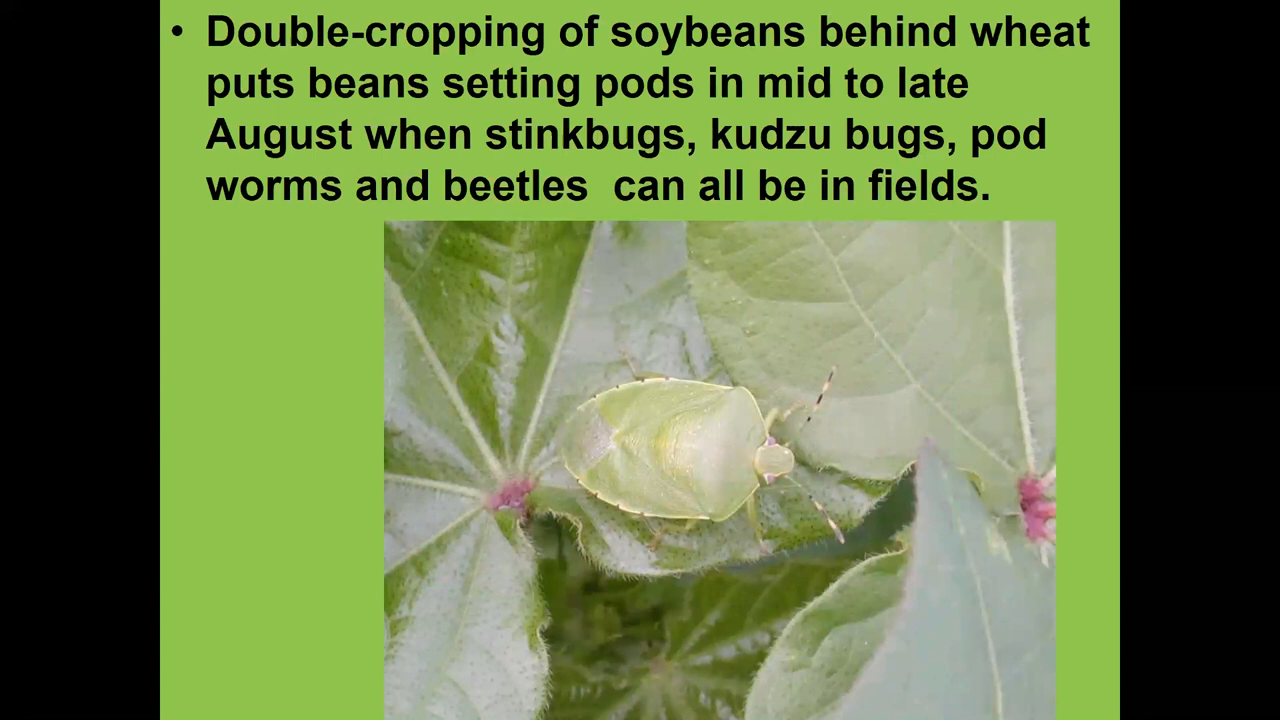 • Double-cropping of soybeans behind wheat
puts beans setting pods in mid to late
August when stinkbugs, kudzu bugs, pod
worms and beetles  can all be in fields.